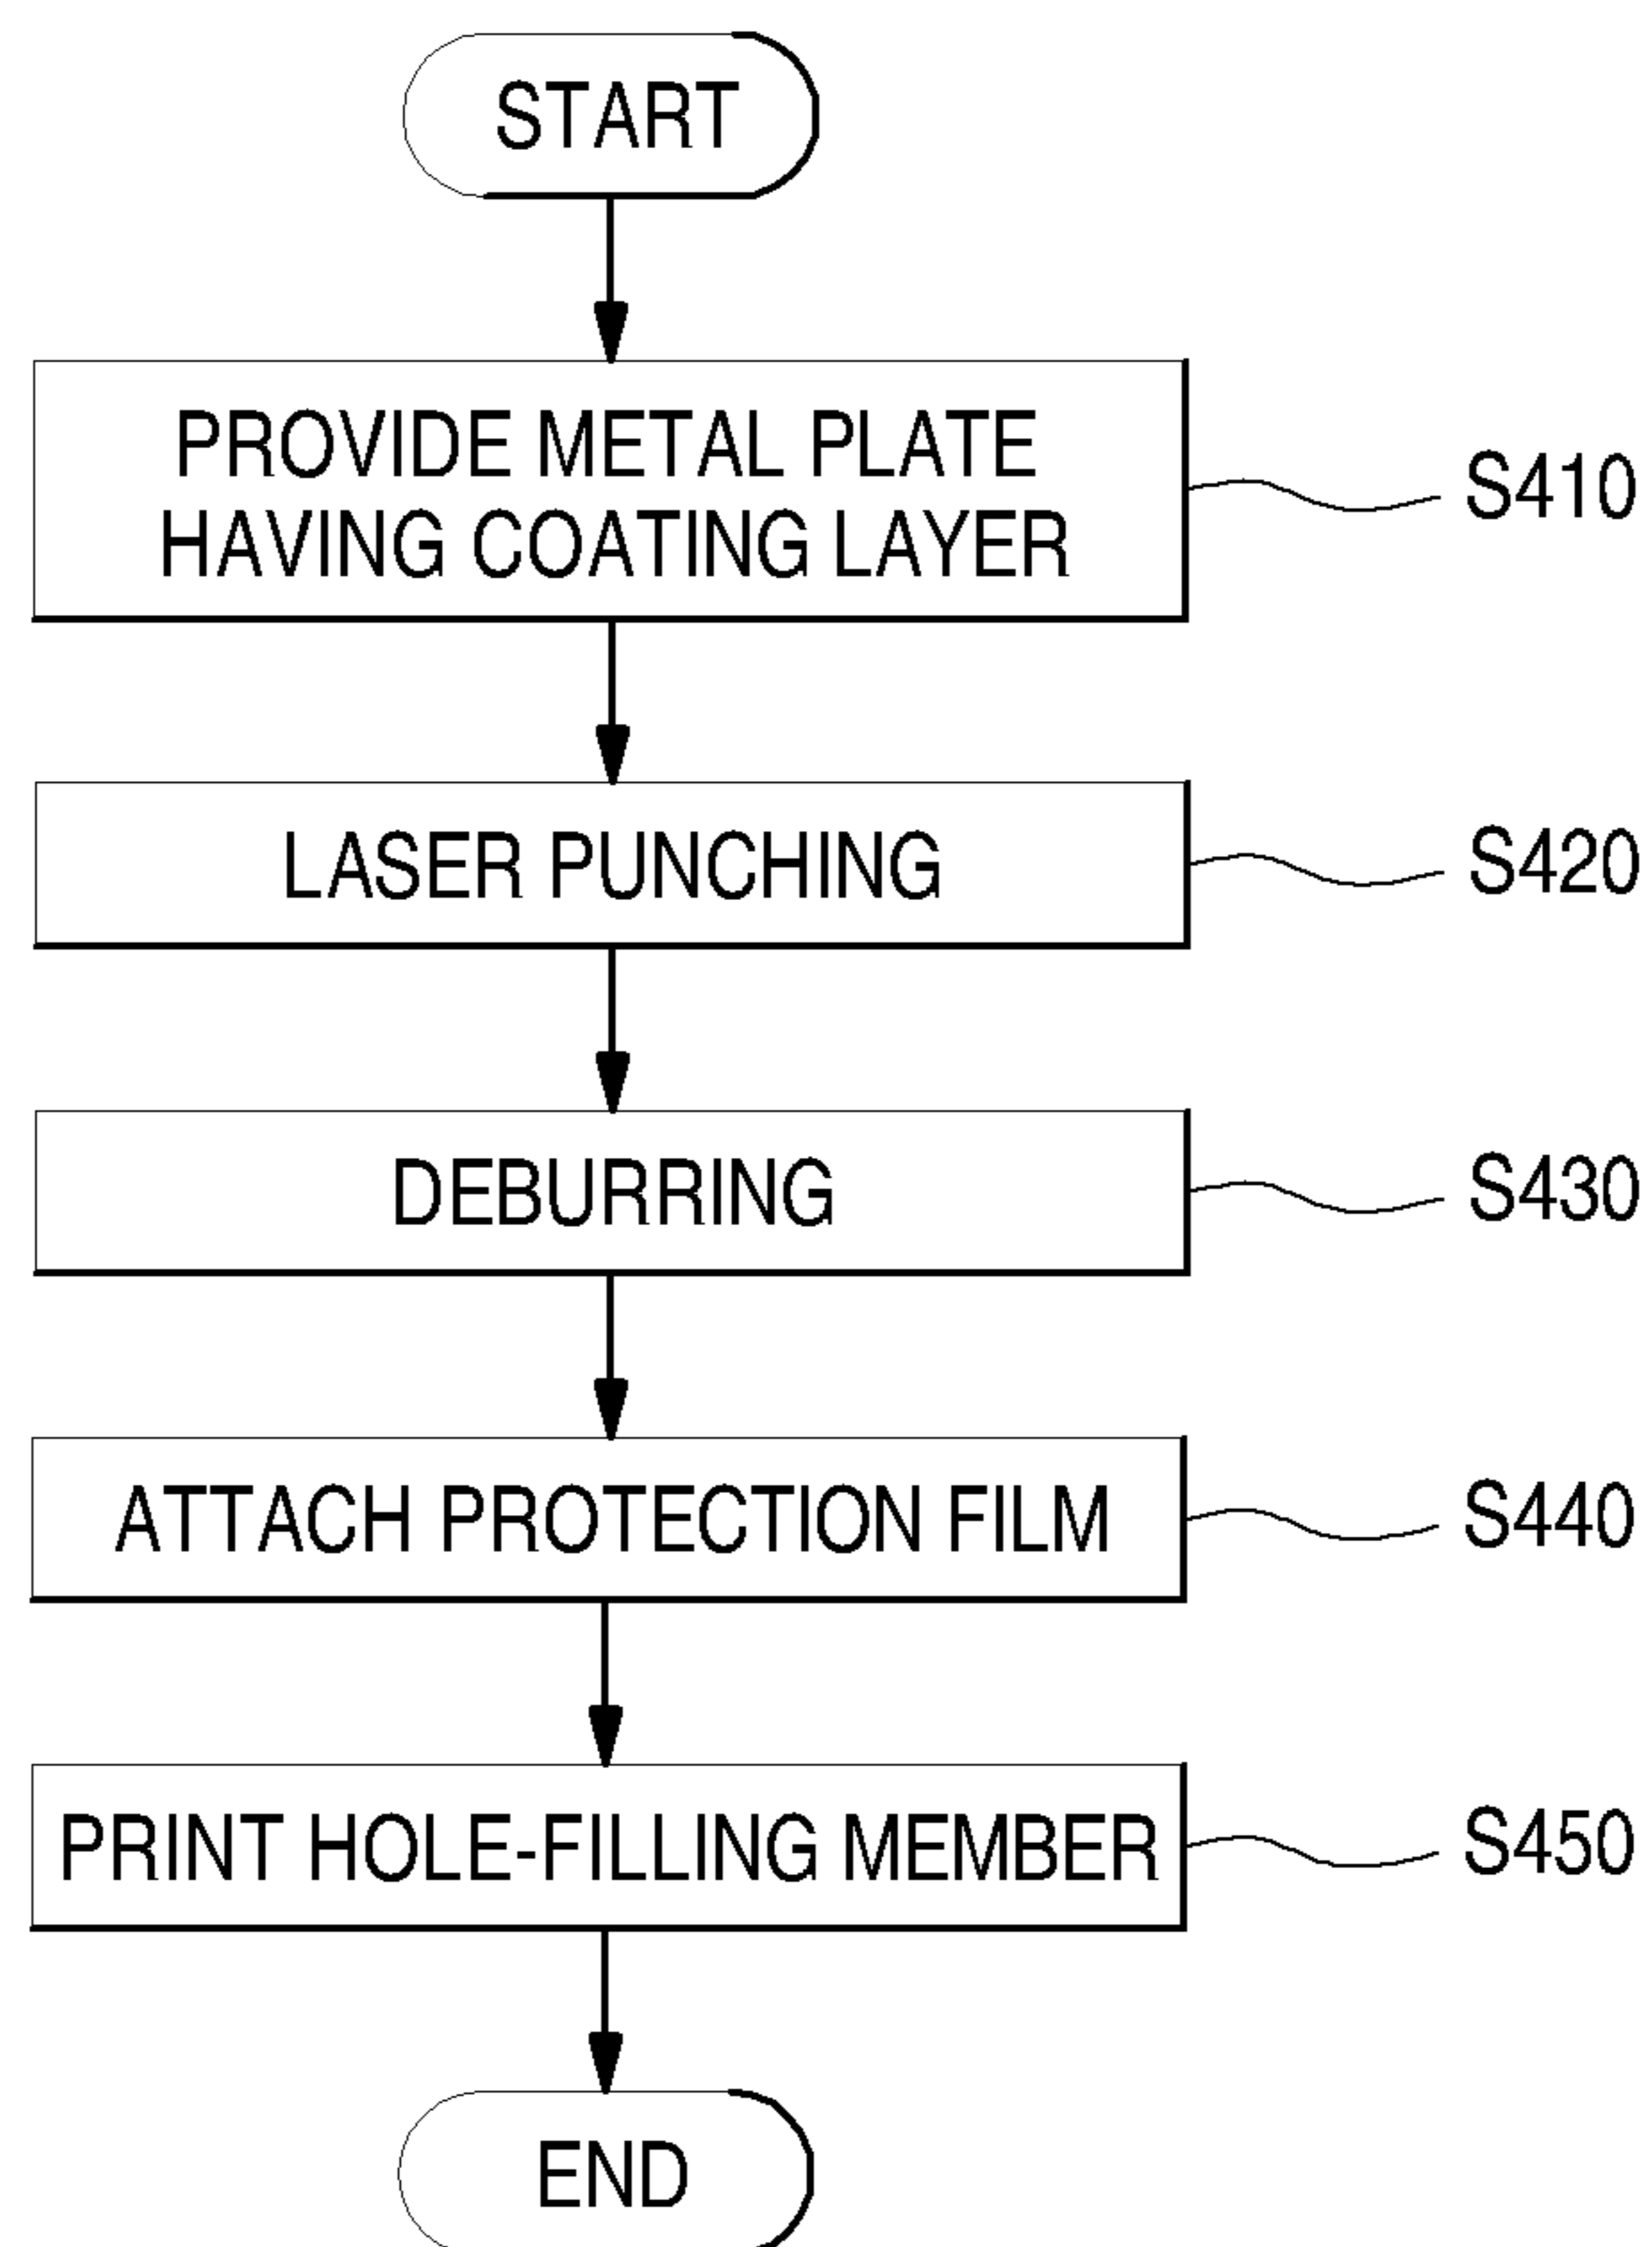 START
PROVIDE METAL PLATE
HAVING COATING LAYER
S410
LASER PUNCHING
S420
DEBURRING
S430
ATTACH PROTECTION FILM
S440
PRINT HOLE-FILLING MEMBER
S450
END